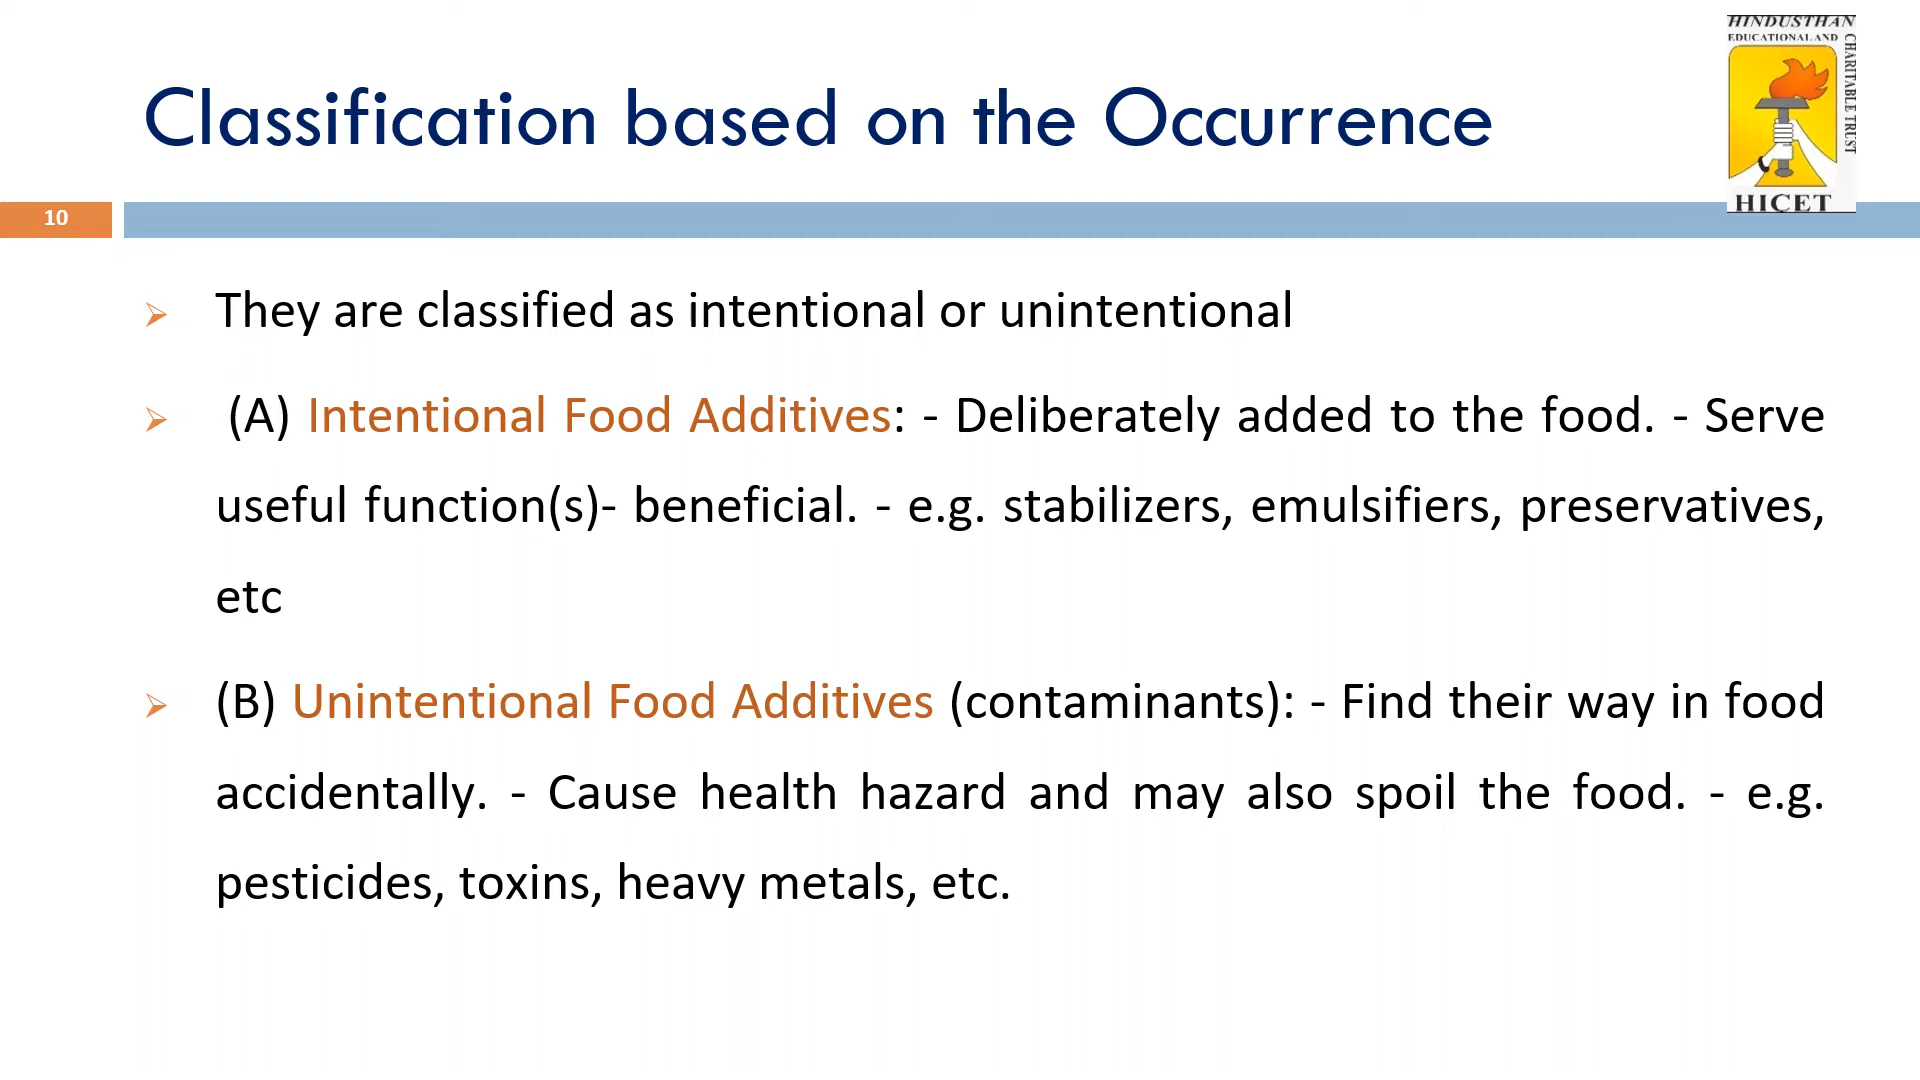 HINDUSTHAN
EDUCATIONAL AND
CHARITABLE TRUST
HICET
Classification based on the Occurrence
10
They are classified as intentional or unintentional
(A) Intentional Food Additives: - Deliberately added to the food. - Serve
useful function(s)- beneficial. - e.g. stabilizers, emulsifiers, preservatives,
etc
(B) Unintentional Food Additives (contaminants): - Find their way in food
accidentally. - Cause health hazard and may also spoil the food. - e.g.
pesticides, toxins, heavy metals, etc.